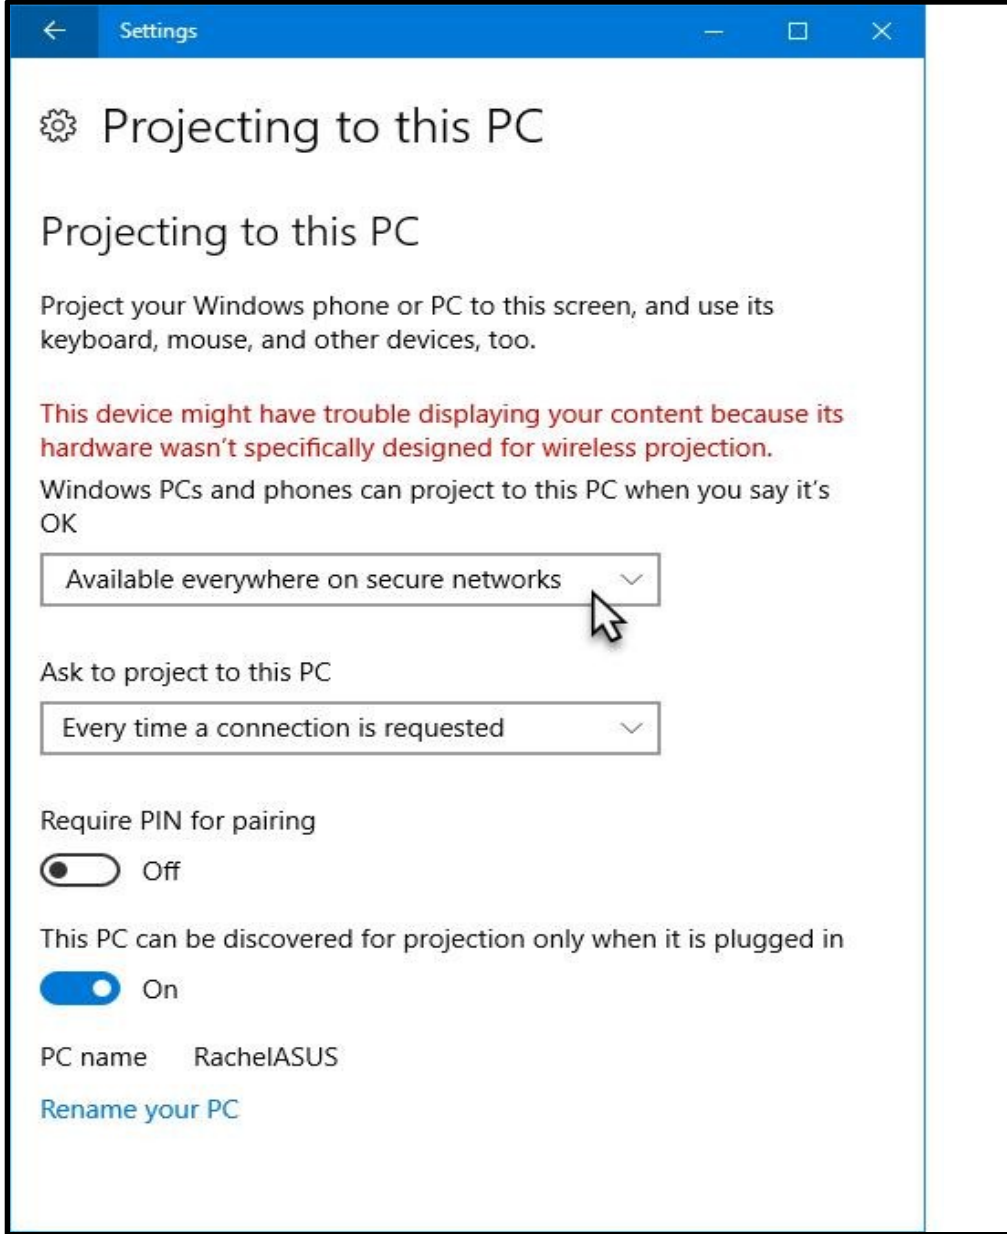 Settings
Projecting to this PC
Projecting to this PC
Project your Windows phone or PC to this screen, and use its
keyboard, mouse, and other devices, too.
This device might have trouble displaying your content because its
hardware wasn't specifically designed for wireless projection.
Windows PCs and phones can project to this PC when you say it's
OK
Available everywhere on secure networks
Ask to project to this PC
Every time a connection is requested
Require PIN for pairing
Off
This PC can be discovered for projection only when it is plugged in
On
PC name RachelASUS
Rename your PC